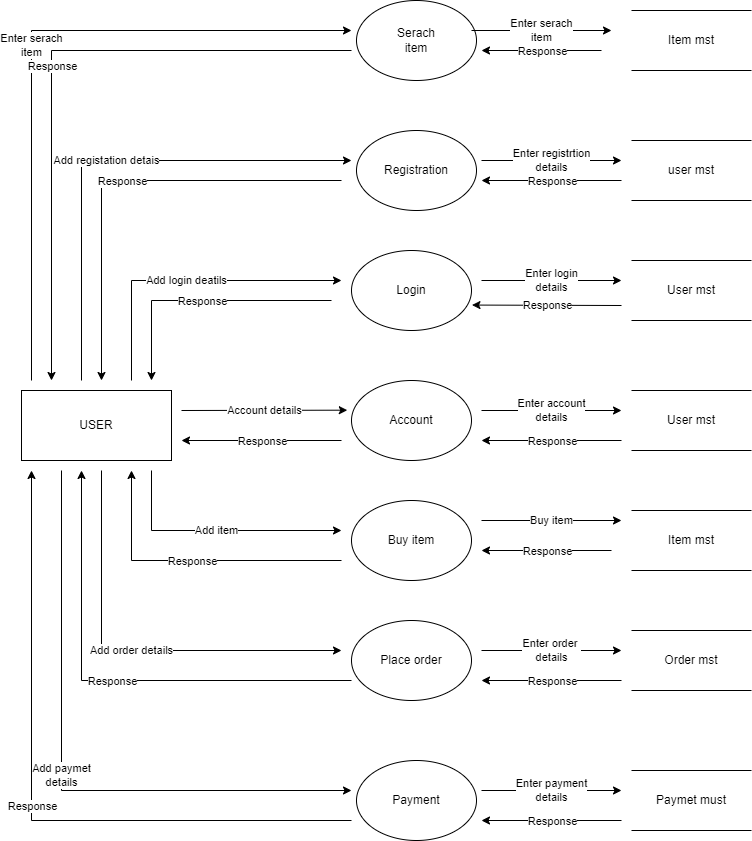 Serach
item
Enter serach
item
Item mst
Enter serach
item
Response
Response
Add registation detais
Response
Registration
Enter registrtion
details
Response
user mst
Add login deatils
Response
Login
Enter login
details
Response
User mst
USER
Account details
Response
Account
Enter account
details
Response
User mst
Add item
Response
Buy item
Buy item
Response
Item mst
Add order details
Response
Place order
Enter order
details
Response
Order mst
Add paymet
details
Response
Payment
Enter payment
details
Response
Paymet must